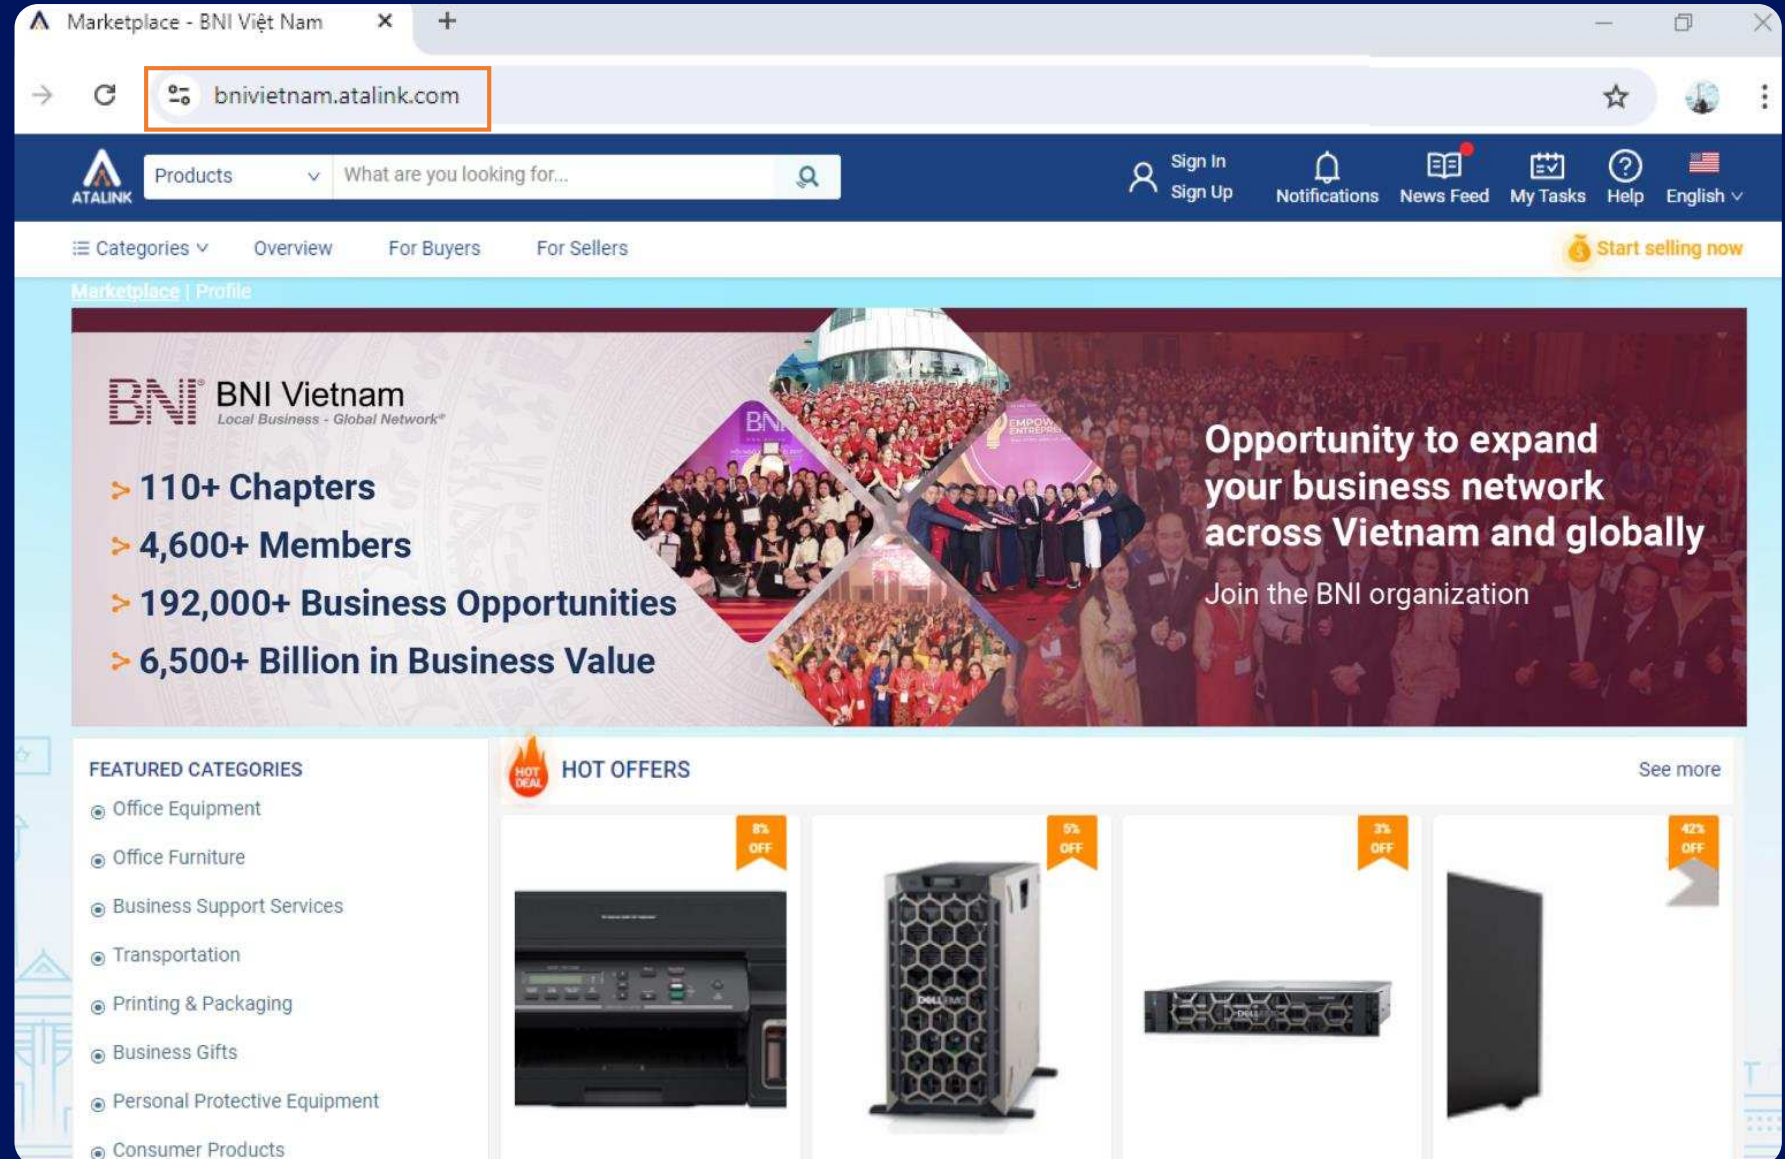 Marketplace - BNI Việt Nam
bnivietnam.atalink.com
ATALINK
Products
What are you looking for...
Sign In
Sign Up
Notifications
News Feed
My Tasks
Help
English
Categories
Overview
For Buyers
For Sellers
Start selling now
Marketplace | Profile
BNI® BNI Vietnam
Local Business - Global Network®
110+ Chapters
4,600+ Members
192,000+ Business Opportunities
6,500+ Billion in Business Value
BNI
EMPOW
ENTREPRE
Opportunity to expand
your business network
across Vietnam and globally
Join the BNI organization
FEATURED CATEGORIES
Office Equipment
Office Furniture
Business Support Services
Transportation
Printing & Packaging
Business Gifts
Personal Protective Equipment
Consumer Products
HOT
DEAL
HOT OFFERS
See more
8%
OFF
5%
OFF
3%
OFF
42%
OFF
DELLEMC